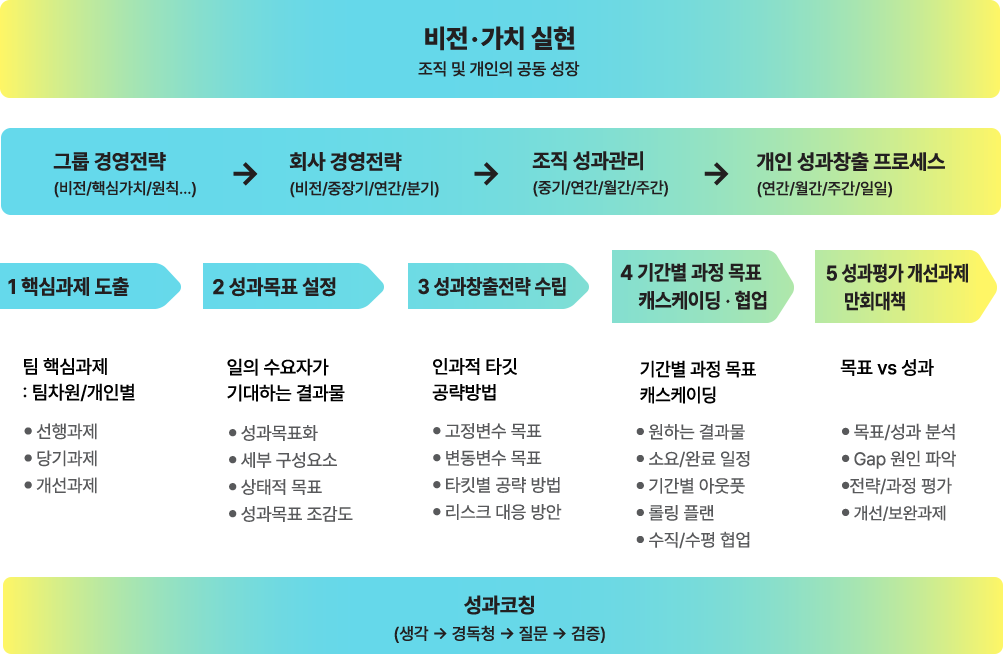 비전·가치 실현
조직 및 개인의 공동 성장
그룹 경영전략 → 회사 경영전략 → 조직 성과관리 → 개인 성과창출 프로세스
(비전/핵심가치/원칙...) (비전/중장기/연간/분기) (중기/연간/월간/주간) (연간/월간/주간/일일)
1 핵심과제 도출
팀 핵심과제
: 팀차원/개인별
• 선행과제
• 당기과제
• 개선과제
2 성과목표 설정
일의 수요자가
기대하는 결과물
• 성과목표화
• 세부 구성요소
• 상태적 목표
• 성과목표 조감도
3 성과창출전략 수립
인과적 타깃
공략방법
• 고정변수 목표
• 변동변수 목표
• 타킷별 공략 방법
• 리스크 대응 방안
4 기간별 과정 목표
캐스케이딩 · 협업
기간별 과정 목표
캐스케이딩
• 원하는 결과물
• 소요/완료 일정
• 기간별 아웃풋
• 롤링 플랜
• 수직/수평 협업
5 성과평가 개선과제
만회대책
목표 vs 성과
• 목표/성과 분석
• Gap 원인 파악
•전략/과정 평가
• 개선/보완과제
성과코칭
(생각 → 경독청 → 질문 → 검증)